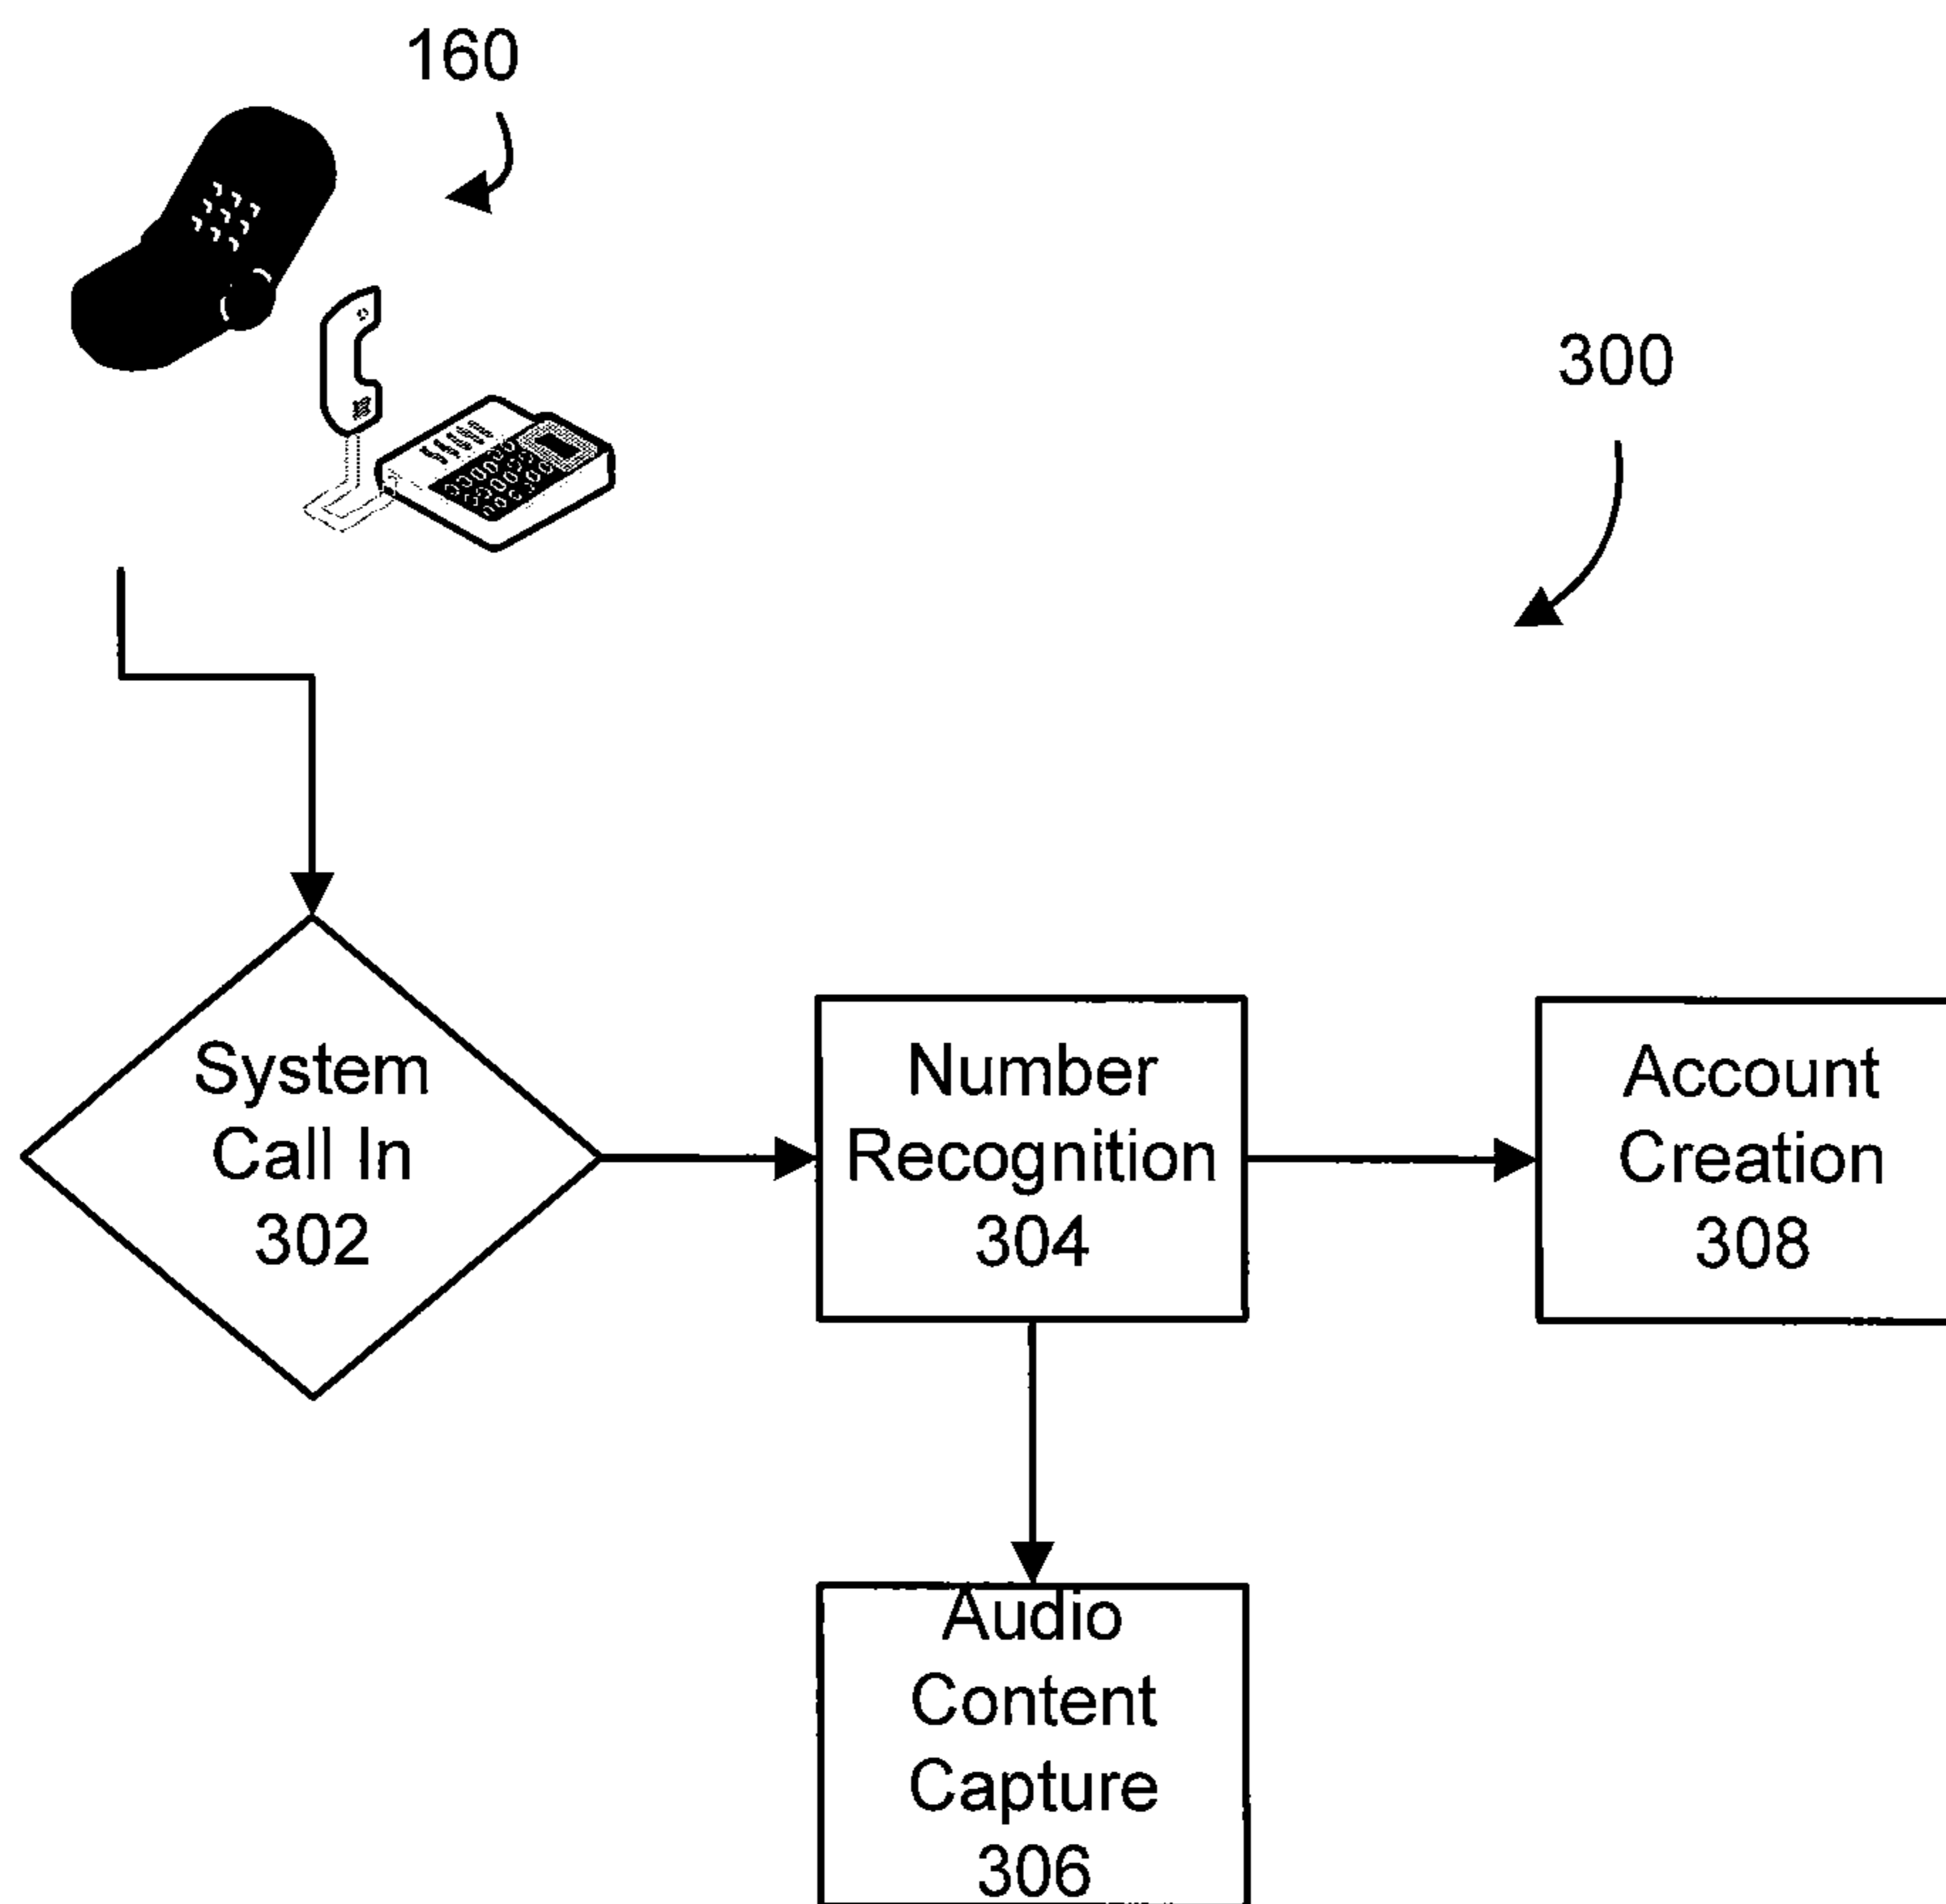 160
300
System
Call In
302
Number
Recognition
304
Account
Creation
308
Audio
Content
Capture
306